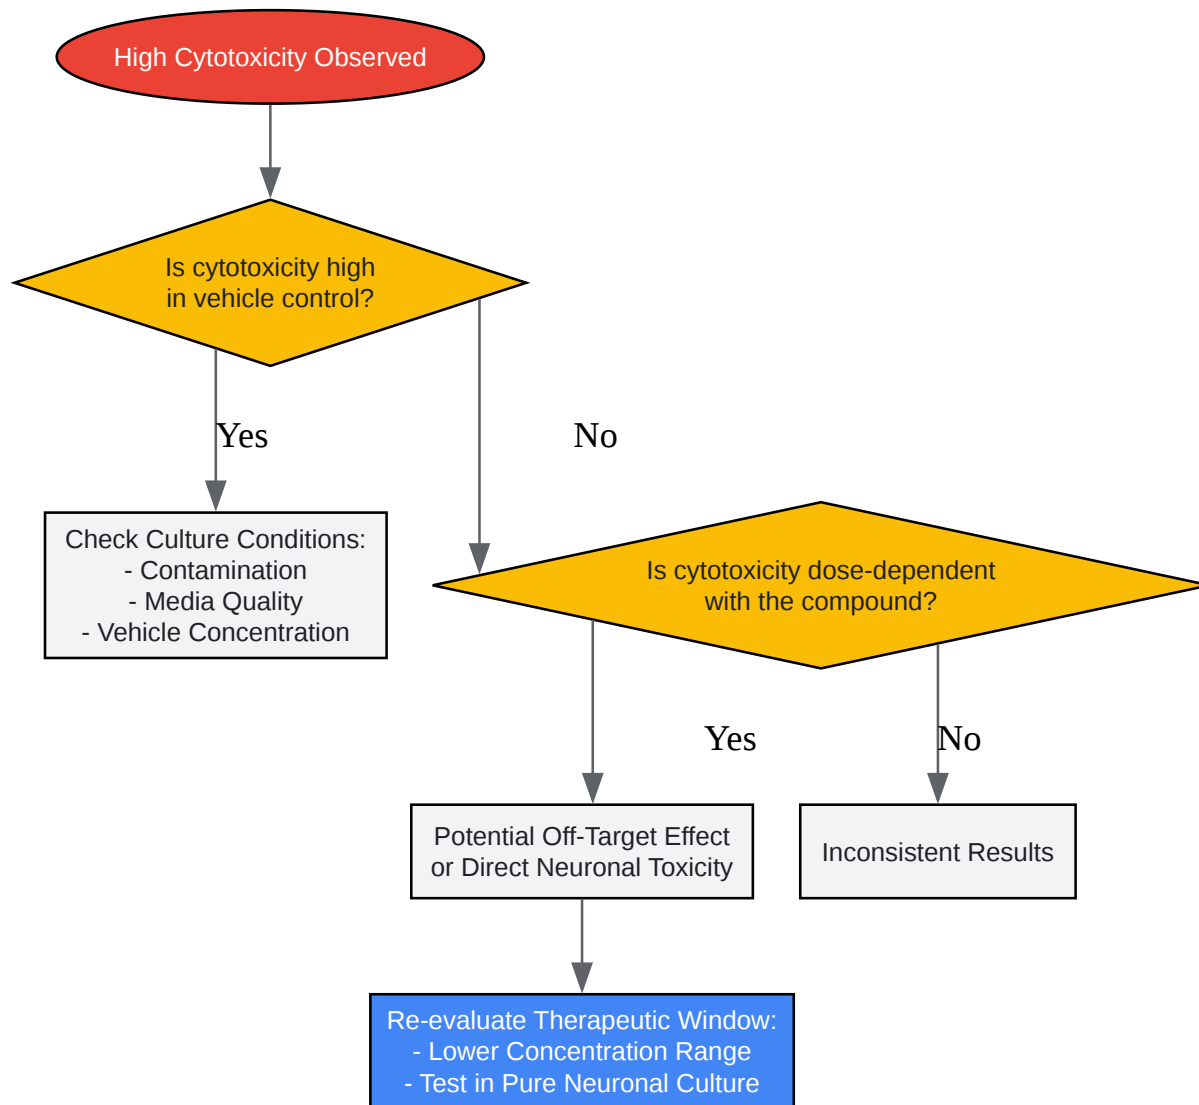 High Cytotoxicity Observed
Is cytotoxicity high
in vehicle control?
Yes
No
Check Culture Conditions:
- Contamination
- Media Quality
- Vehicle Concentration
Is cytotoxicity dose-dependent
with the compound?
Yes
No
Potential Off-Target Effect
or Direct Neuronal Toxicity
Inconsistent Results
Re-evaluate Therapeutic Window:
- Lower Concentration Range
- Test in Pure Neuronal Culture